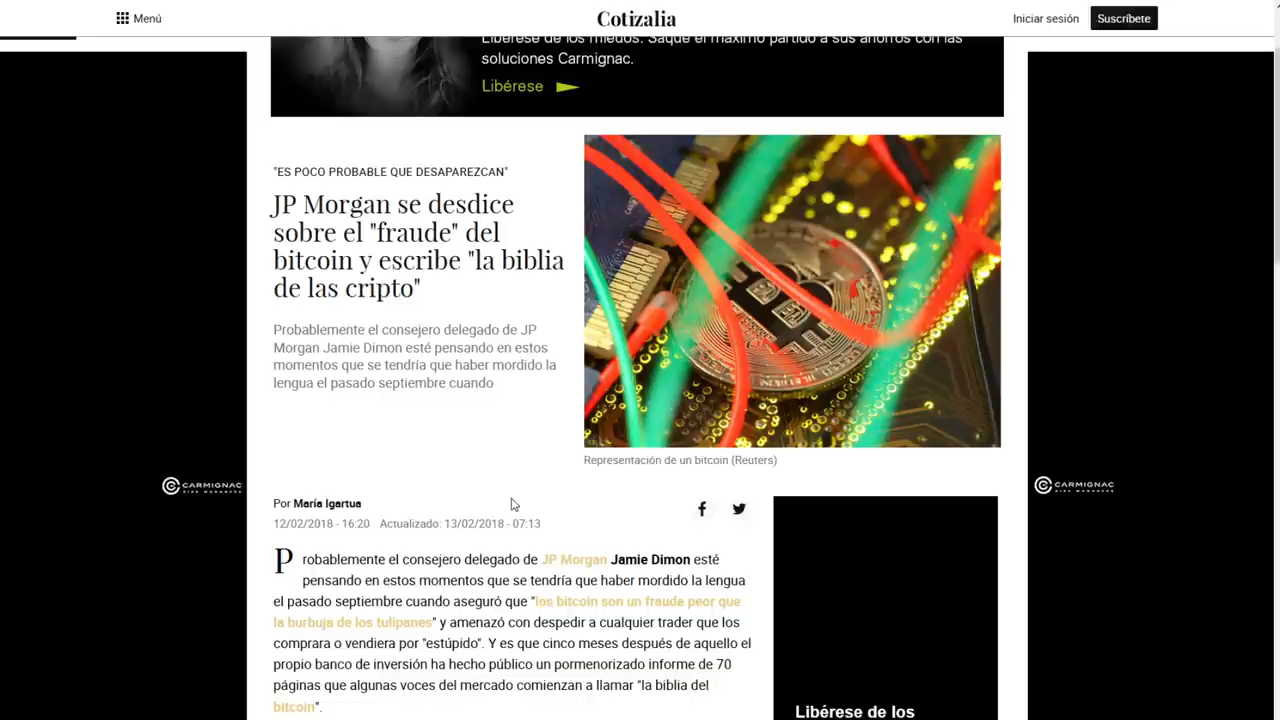 Menú
Cotizalia
Iniciar sesión
Suscríbete
Libérese de los miedos. Saque el máximo partido a sus ahorros con las
soluciones Carmignac.
Libérese
"ES POCO PROBABLE QUE DESAPAREZCAN"
JP Morgan se desdice
sobre el "fraude" del
bitcoin y escribe "la biblia
de las cripto"
Probablemente el consejero delegado de JP
Morgan Jamie Dimon esté pensando en estos
momentos que se tendría que haber mordido la
lengua el pasado septiembre cuando
Representación de un bitcoin (Reuters)
CARMIGNAC
RISK MANAGERS
CARMIGNAC
RISK MANAGERS
Por María Igartua
12/02/2018 - 16:20 Actualizado: 13/02/2018 - 07:13
Probablemente el consejero delegado de JP Morgan Jamie Dimon esté
pensando en estos momentos que se tendría que haber mordido la lengua
el pasado septiembre cuando aseguró que "los bitcoin son un fraude peor que
la burbuja de los tulipanes" y amenazó con despedir a cualquier trader que los
comprara o vendiera por "estúpido". Y es que cinco meses después de aquello el
propio banco de inversión ha hecho público un pormenorizado informe de 70
páginas que algunas voces del mercado comienzan a llamar "la biblia del
bitcoin".
Libérese de los